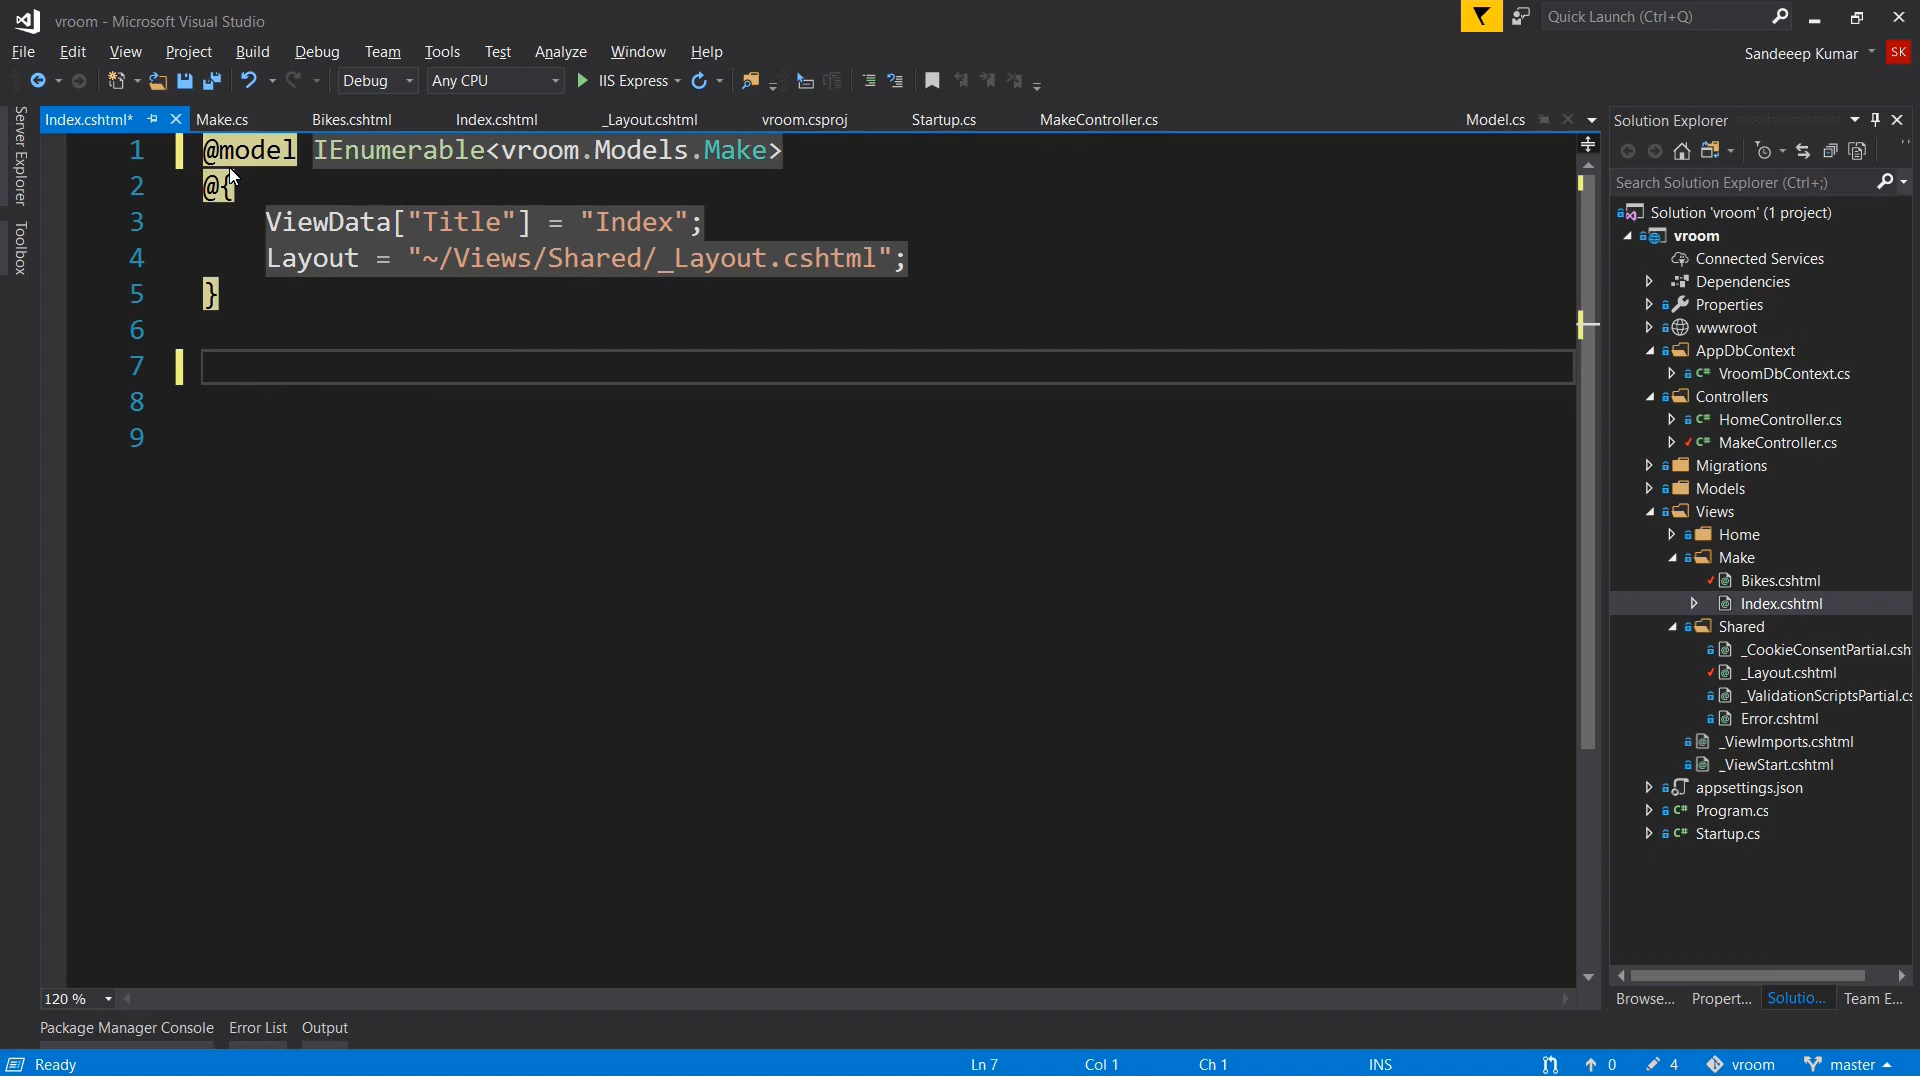 vroom - Microsoft Visual Studio
Quick Launch (Ctrl+Q)
File Edit View Project Build Debug Team Tools Test Analyze Window Help
Sandeeep Kumar SK
Debug Any CPU IIS Express
Server Explorer
Toolbox
Index.cshtml* Make.cs Bikes.cshtml Index.cshtml _Layout.cshtml vroom.csproj Startup.cs MakeController.cs Model.cs
1 @model IEnumerable<vroom.Models.Make>
2 @{
3 ViewData["Title"] = "Index";
4 Layout = "~/Views/Shared/_Layout.cshtml";
5 }
6
7
8
9
120 %
Solution Explorer
Search Solution Explorer (Ctrl+;)
Solution 'vroom' (1 project)
vroom
Connected Services
Dependencies
Properties
wwwroot
AppDbContext
C# VroomDbContext.cs
Controllers
C# HomeController.cs
C# MakeController.cs
Migrations
Models
Views
Home
Make
Bikes.cshtml
Index.cshtml
Shared
_CookieConsentPartial.csh
_Layout.cshtml
_ValidationScriptsPartial.cs
Error.cshtml
_ViewImports.cshtml
_ViewStart.cshtml
appsettings.json
C# Program.cs
C# Startup.cs
Browse... Propert... Solutio... Team E...
Package Manager Console Error List Output
Ready Ln 7 Col 1 Ch 1 INS 0 4 vroom master